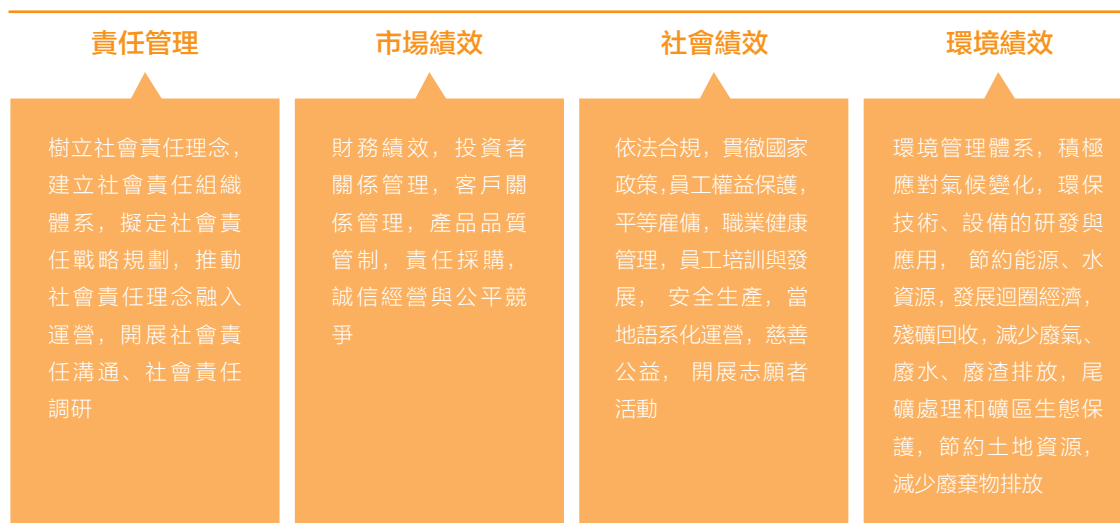 責任管理
樹立社會責任理念，
建立社會責任組織
體系，擬定社會責
任戰略規劃，推動
社會責任理念融入
運營，開展社會責
任溝通、社會責任
調研
市場績效
財務績效，投資者
關係管理，客戶關
係管理，產品品質
管制，責任採購，
誠信經營與公平競
爭
社會績效
依法合規，貫徹國家
政策，員工權益保護，
平等雇傭，職業健康
管理，員工培訓與發
展， 安全生產，當
地語系化運營，慈善
公益， 開展志願者
活動
環境績效
環境管理體系，積極
應對氣候變化，環保
技術、設備的研發與
應用， 節約能源、水
資源，發展迴圈經濟，
殘礦回收，減少廢氣、
廢水、廢渣排放，尾
礦處理和礦區生態保
護，節約土地資源，
減少廢棄物排放